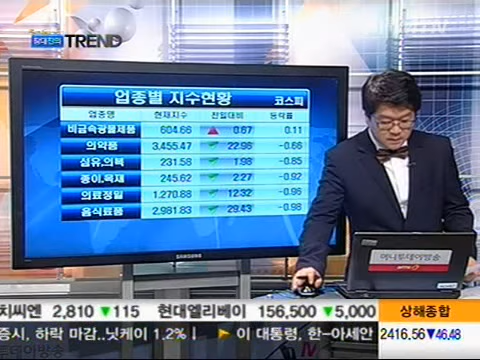 TREND
업종별 지수현황 코스피
업종명 현재지수 전일대비 등락률
비금속광물제품 604.66 ▲ 0.67 0.11
의약품 3,455.47 22.96 -0.66
섬유,의복 231.58 1.98 -0.85
종이,목재 245.62 2.27 -0.92
의료정밀 1,270.88 12.32 -0.96
음식료품 2,981.83 29.43 -0.98
SAMSUNG
머니투데이방송
치씨엔 2,810 ▼115 현대엘리베이 156,500 ▼5,000 상해종합
증시, 하락 마감..닛케이 1.2%↓ ▶ 이 대통령, 한-아세안 2416.56 ▼46.48